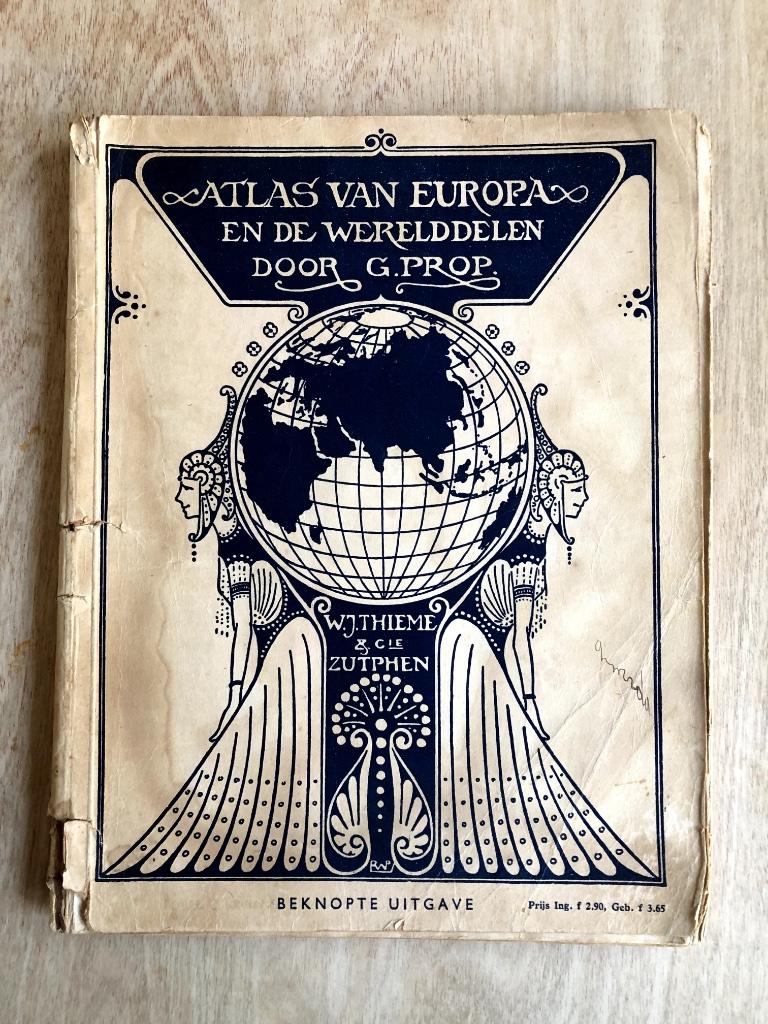 ATLAS VAN EUROPA
EN DE WERELDDELEN
DOOR G. PROP.
W.J. THIEME
& CIE
ZUTPHEN
RWP
BEKNOPTE UITGAVE
Prijs Ing. f 2.90, Geb. f 3.65